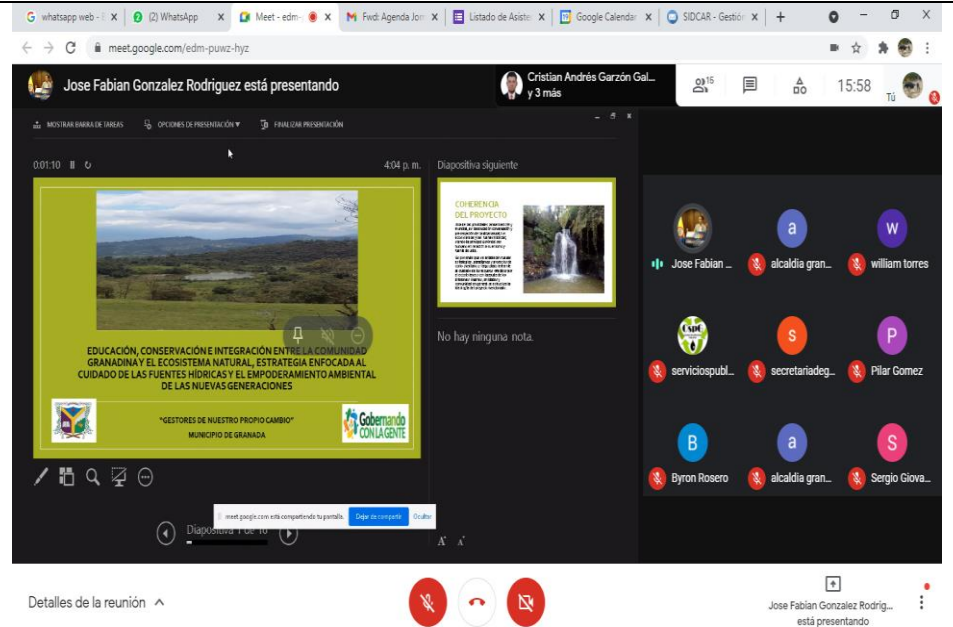 whatsapp web - B
(2) WhatsApp
Meet - edm-
Fwd: Agenda Jorn
Listado de Asisten
Google Calendar
SIDCAR - Gestión
meet.google.com/edm-puwz-hyz
Jose Fabian Gonzalez Rodriguez está presentando
Cristian Andrés Garzón Gal...
y 3 más
15
15:58
Tú
MOSTRAR BARRA DE TAREAS
OPCIONES DE PRESENTACIÓN
FINALIZAR PRESENTACIÓN
0:01:10
4:04 p. m.
Diapositiva siguiente
COHERENCIA
DEL PROYECTO
No hay ninguna nota.
EDUCACIÓN, CONSERVACIÓN E INTEGRACIÓN ENTRE LA COMUNIDAD
GRANADINA Y EL ECOSISTEMA NATURAL, ESTRATEGIA ENFOCADA AL
CUIDADO DE LAS FUENTES HÍDRICAS Y EL EMPODERAMIENTO AMBIENTAL
DE LAS NUEVAS GENERACIONES
"GESTORES DE NUESTRO PROPIO CAMBIO"
MUNICIPIO DE GRANADA
Gobernando
CON LA GENTE
meet.google.com está compartiendo tu pantalla.
Dejar de compartir
Ocultar
Diapositiva 1 de 16
A A
Jose Fabian ...
a
alcaldia gran...
w
william torres
serviciospubl...
s
secretariadeg...
P
Pilar Gomez
B
Byron Rosero
a
alcaldia gran...
S
Sergio Giova...
Detalles de la reunión
Jose Fabian Gonzalez Rodrig...
está presentando